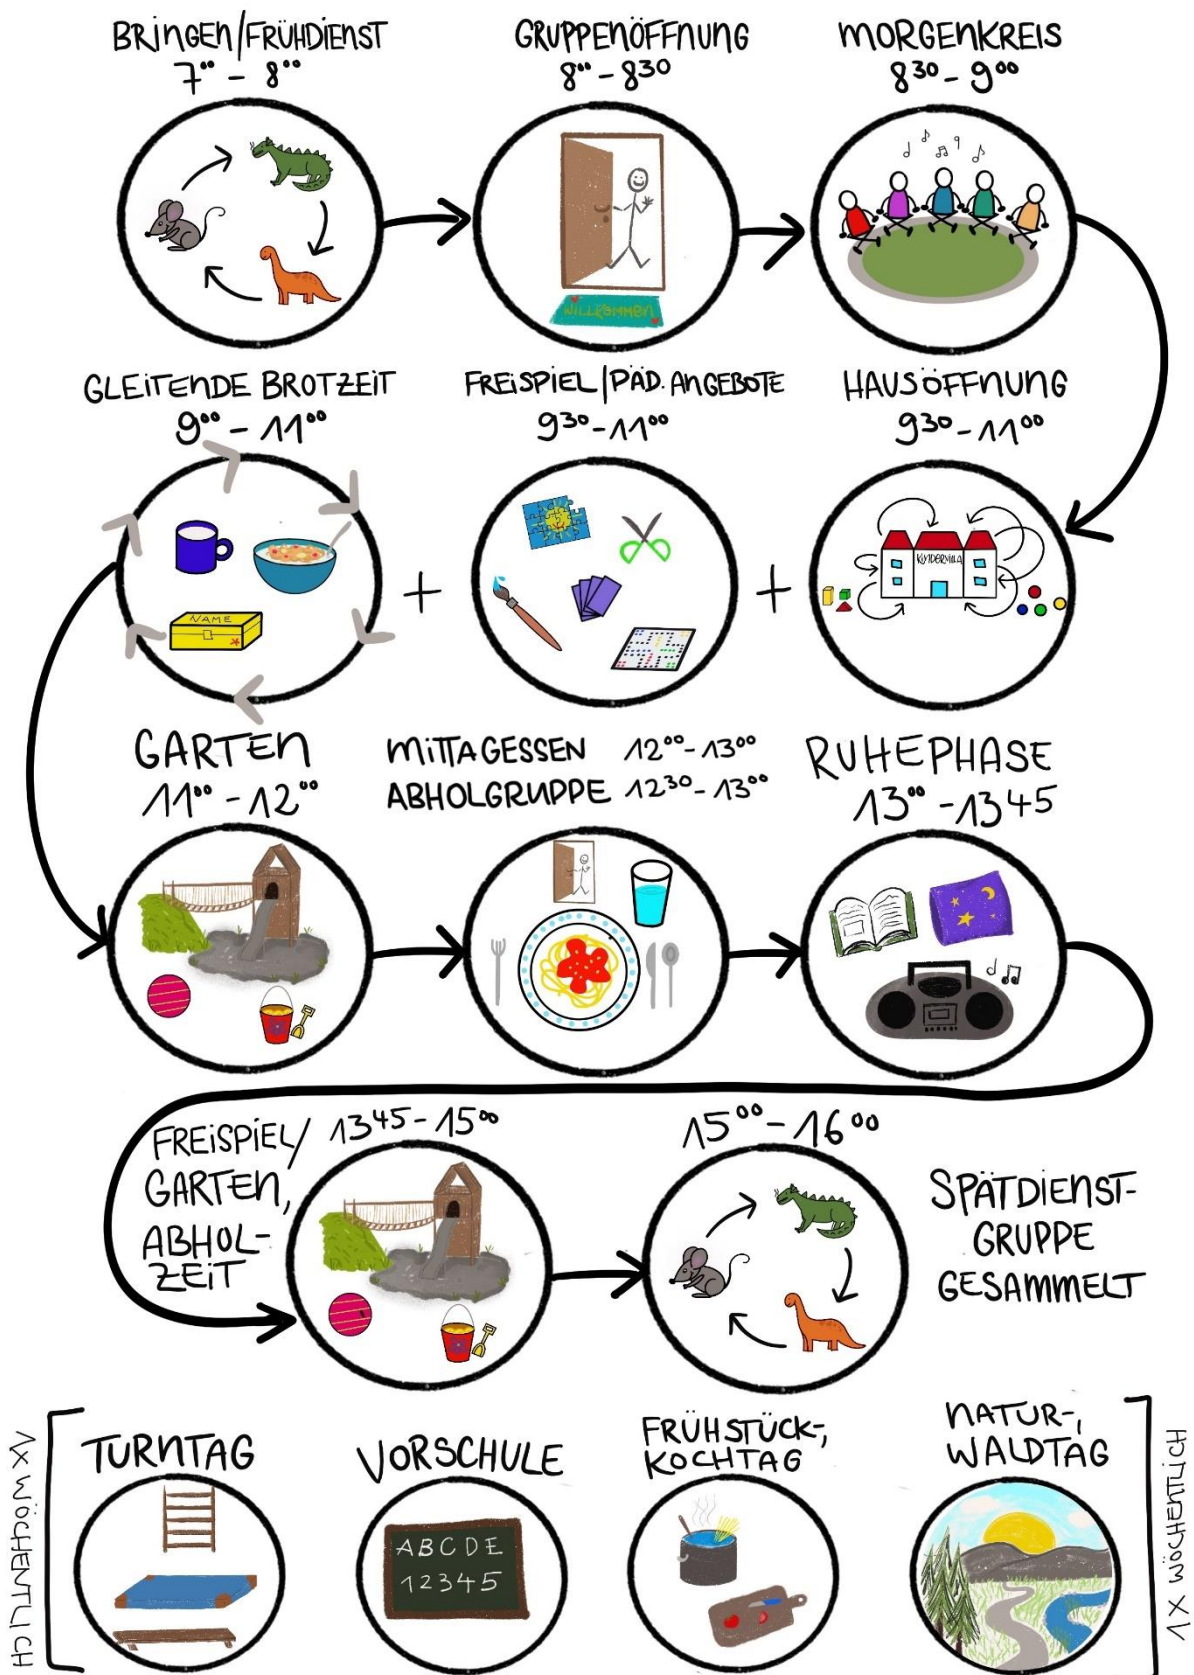 BRINGEN/FRÜHDIENST
7⁰⁰ - 8⁰⁰
GRUPPENÖFFNUNG
8⁰⁰ - 8³⁰
MORGENKREIS
8³⁰ - 9⁰⁰
WILLKOMMEN
GLEITENDE BROTZEIT
9⁰⁰ - 11⁰⁰
FREISPIEL/PÄD. ANGEBOTE
9³⁰ - 11⁰⁰
HAUSÖFFNUNG
9³⁰ - 11⁰⁰
NAME
KINDERVILLA
GARTEN
11⁰⁰ - 12⁰⁰
MITTAGESSEN 12⁰⁰ - 13⁰⁰
ABHOLGRUPPE 12³⁰ - 13⁰⁰
RUHEPHASE
13⁰⁰ - 13⁴⁵
FREISPIEL/
GARTEN,
ABHOL-
ZEIT
13⁴⁵ - 15⁰⁰
15⁰⁰ - 16⁰⁰
SPÄTDIENST-
GRUPPE
GESAMMELT
1X WÖCHENTLICH
TURNTAG
VORSCHULE
ABCDE
12345
FRÜHSTÜCK-,
KOCHTAG
NATUR-,
WALDTAG
1X WÖCHENTLICH